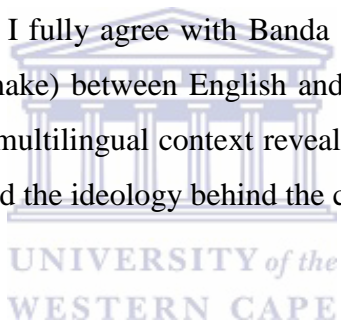 I fully agree with Banda
nake) between English and
multilingual context reveal
d the ideology behind the c
UNIVERSITY of the
WESTERN CAPE